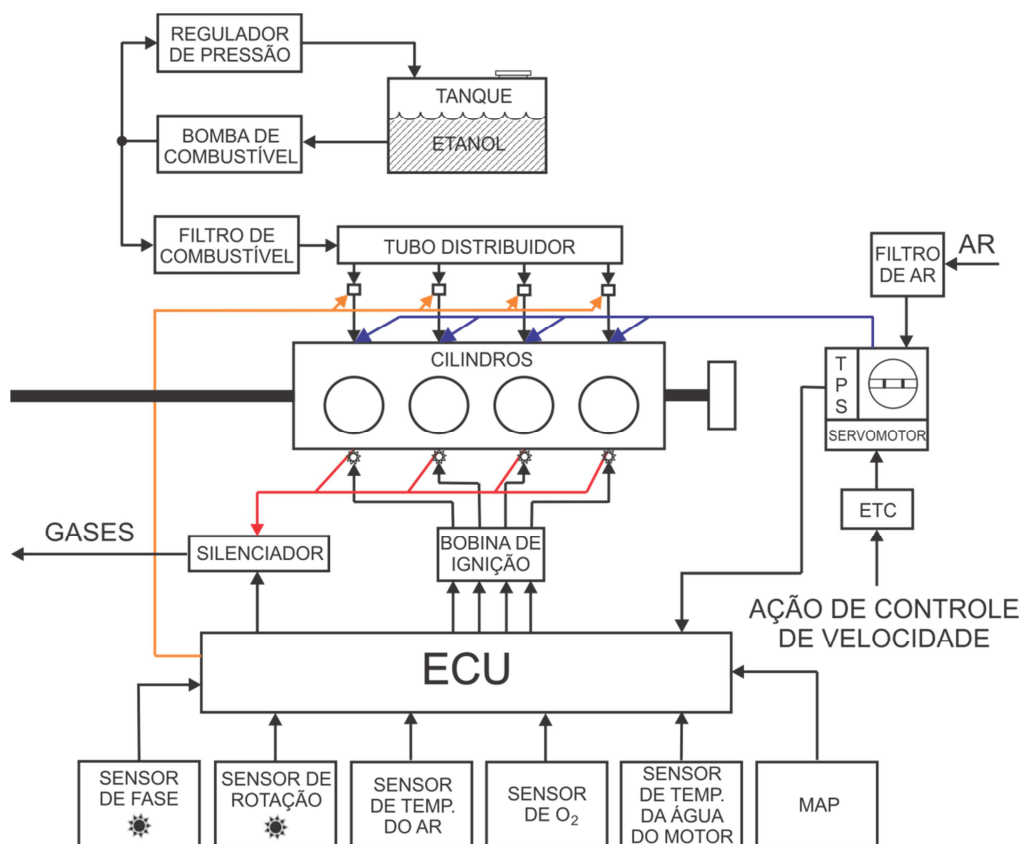 REGULADOR
DE PRESSÃO
TANQUE
ETANOL
BOMBA DE
COMBUSTÍVEL
FILTRO DE
COMBUSTÍVEL
TUBO DISTRIBUIDOR
FILTRO
DE AR
AR
CILINDROS
T
P
S
SERVOMOTOR
ETC
AÇÃO DE CONTROLE
DE VELOCIDADE
GASES
SILENCIADOR
BOBINA DE
IGNIÇÃO
ECU
SENSOR
DE FASE
SENSOR DE
ROTAÇÃO
SENSOR
DE TEMP.
DO AR
SENSOR
DE O₂
SENSOR
DE TEMP.
DA ÁGUA
DO MOTOR
MAP